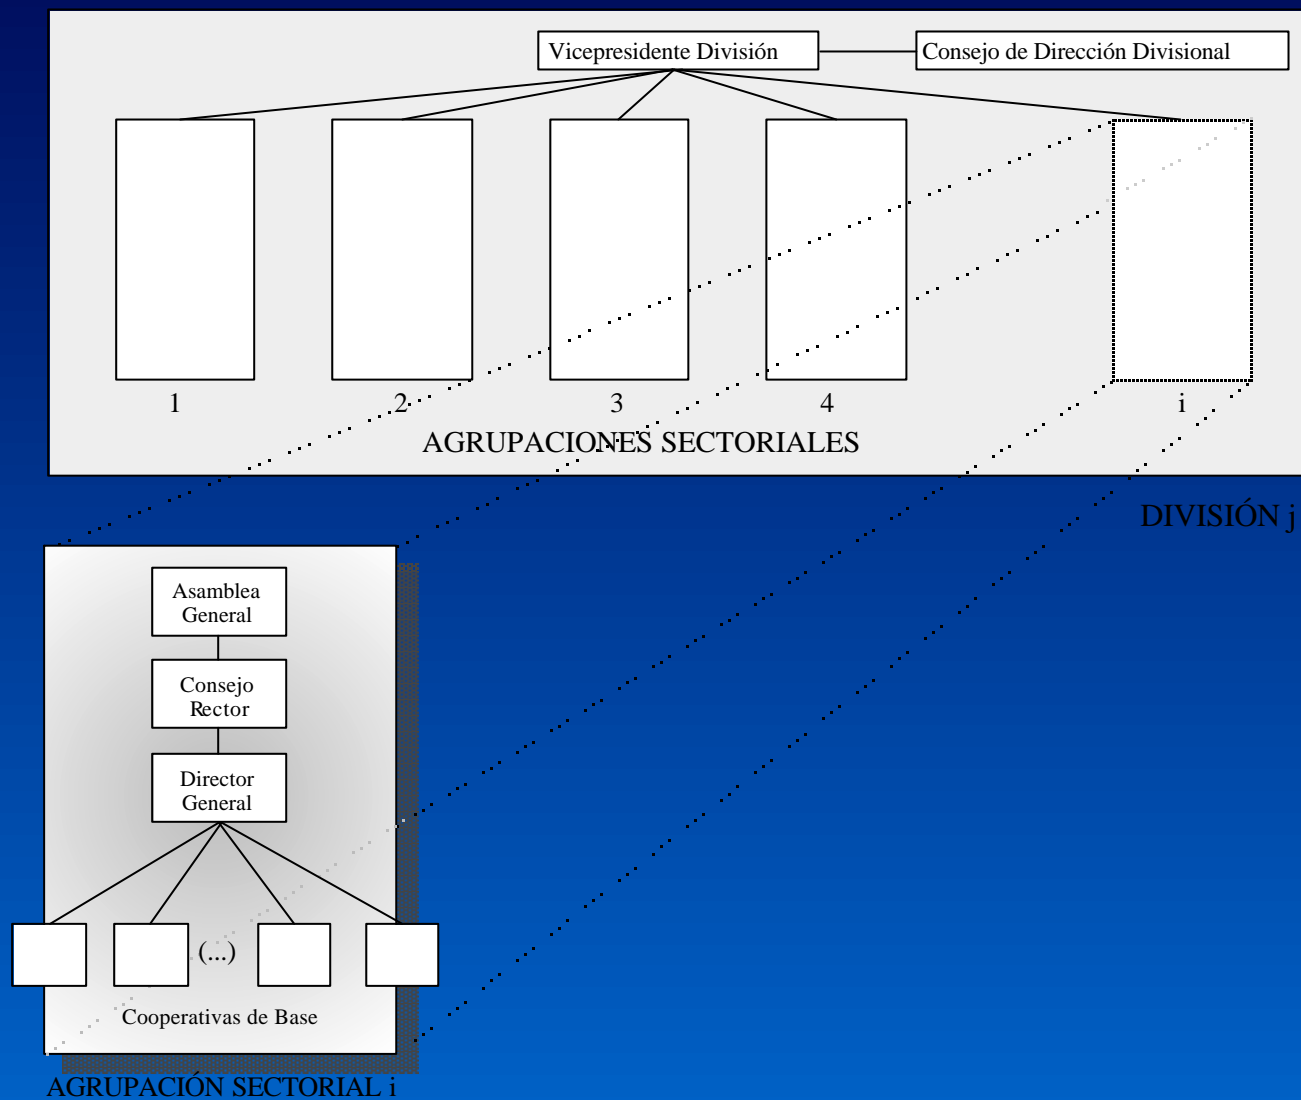 Vicepresidente División
Consejo de Dirección Divisional
1
2
3
4
i
AGRUPACIONES SECTORIALES
DIVISIÓN j
Asamblea
General
Consejo
Rector
Director
General
(...)
Cooperativas de Base
AGRUPACIÓN SECTORIAL i